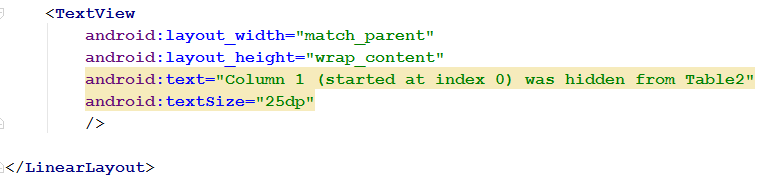 <TextView
android:layout_width="match_parent"
android:layout_height="wrap_content"
android:text="Column 1 (started at index 0) was hidden from Table2"
android:textSize="25dp"
/>
</LinearLayout>